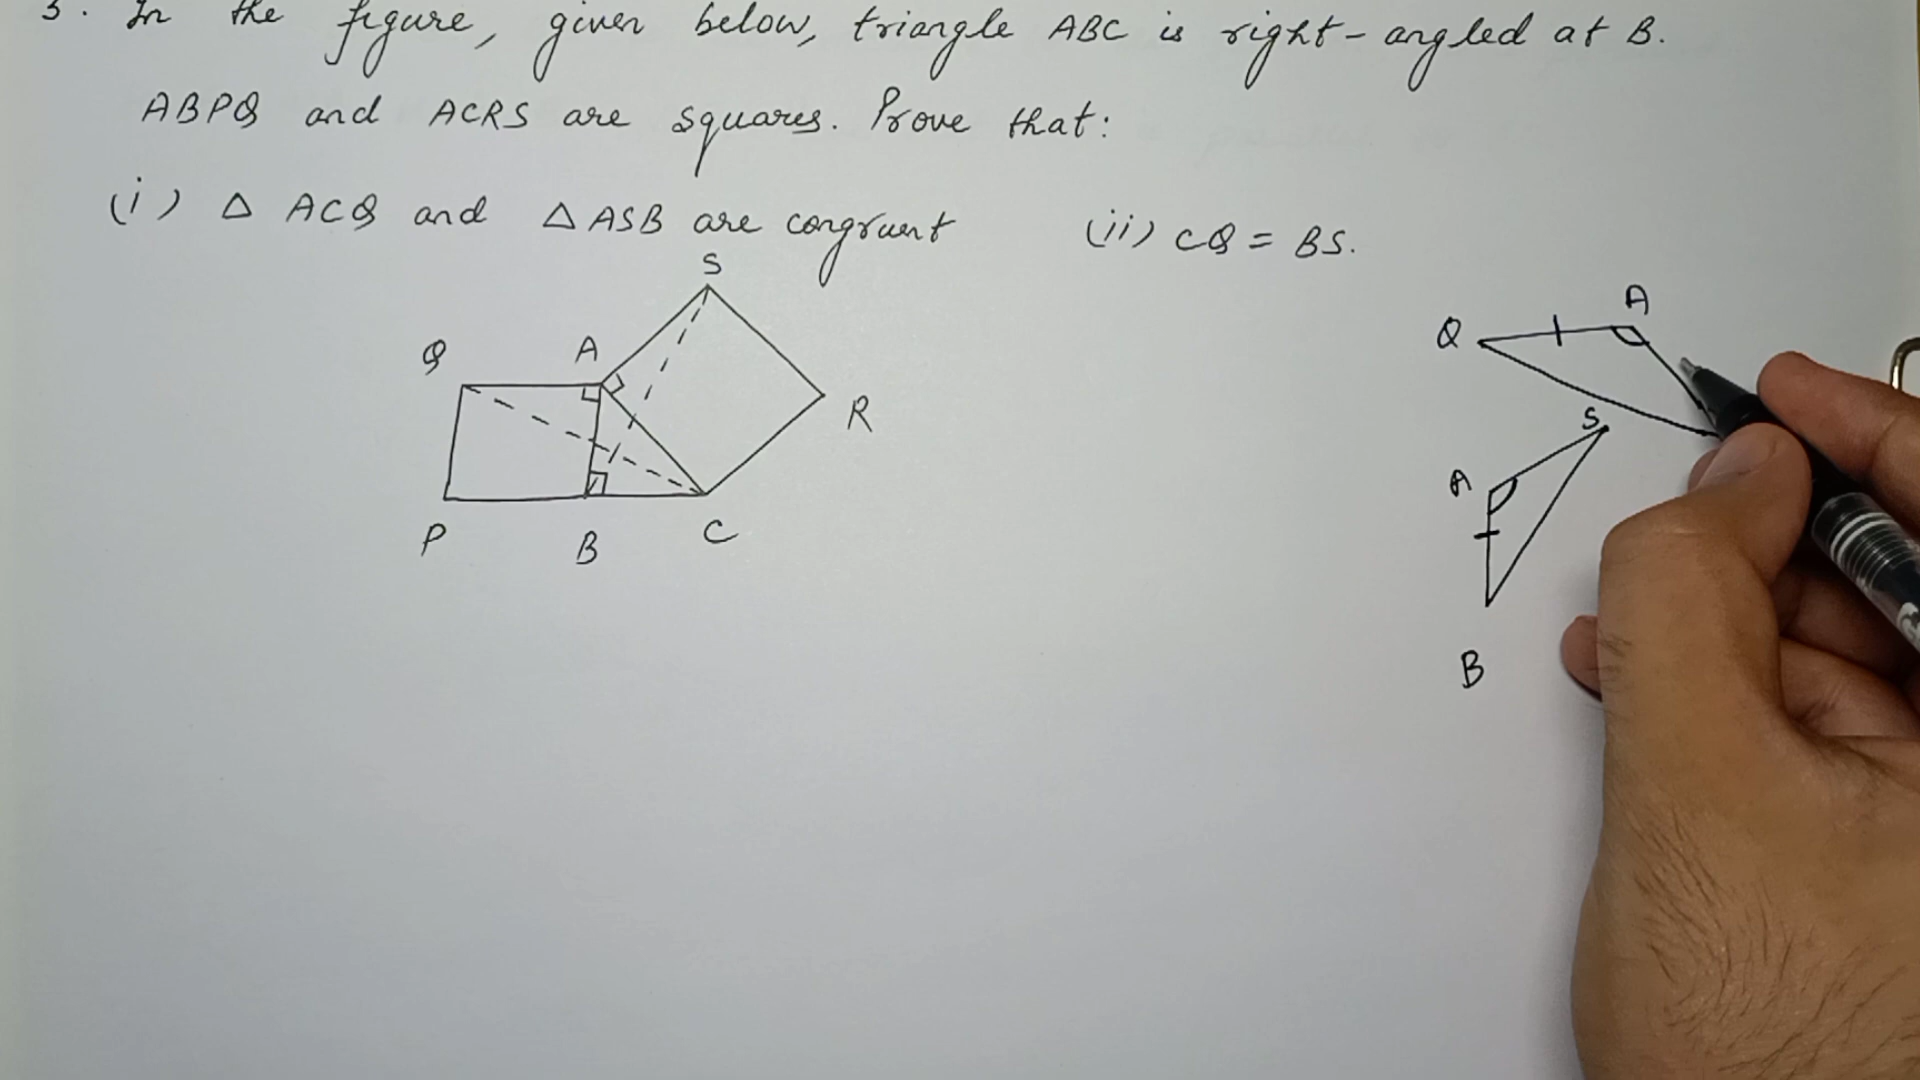 3. In the figure, given below, triangle ABC is right-angled at B.
ABPQ and ACRS are squares. Prove that:
(i) △ ACQ and △ ASB are congruent (ii) CQ = BS.
S
Q A
R
P B C
Q A
S
A
B